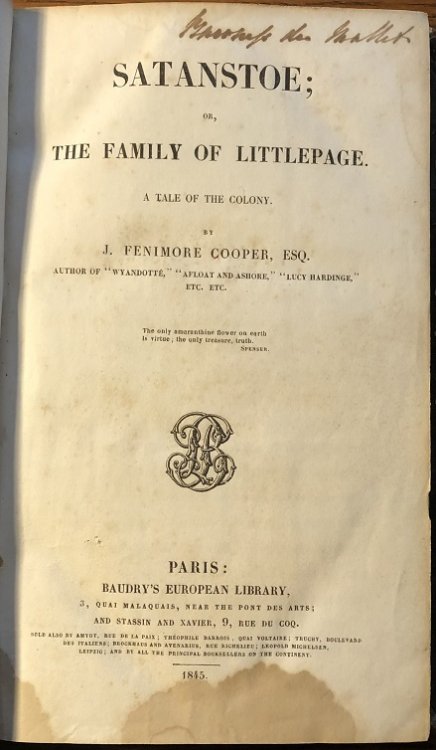 Baroness du Mallet
SATANSTOE;
OR,
THE FAMILY OF LITTLEPAGE.
A TALE OF THE COLONY.
BY
J. FENIMORE COOPER, ESQ.
AUTHOR OF "WYANDOTTÉ," "AFLOAT AND ASHORE," "LUCY HARDINGE,"
ETC. ETC.
The only amaranthine flower on earth
Is virtue; the only treasure, truth.
SPENSER.
PARIS:
BAUDRY'S EUROPEAN LIBRARY,
3, QUAI MALAQUAIS, NEAR THE PONT DES ARTS;
AND STASSIN AND XAVIER, 9, RUE DU COQ.
SOLD ALSO BY AMYOT, RUE DE LA PAIX; THÉOPHILE BARROIS, QUAI VOLTAIRE; TRUCHY, BOULEVARD
DES ITALIENS; BROCKHAUS AND AVENARIUS, RUE RICHELIEU; LEOPOLD MICHELSEN,
LEIPZIG; AND BY ALL THE PRINCIPAL BOOKSELLERS ON THE CONTINENT.
1845.